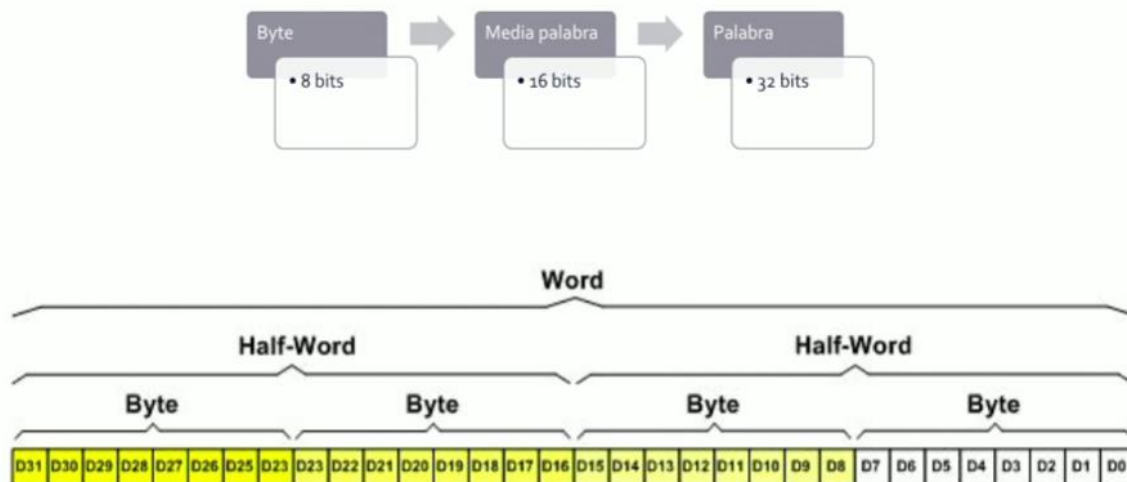 Byte Media palabra Palabra
• 8 bits • 16 bits • 32 bits
Word
Half-Word Half-Word
Byte Byte Byte Byte
D31 D30 D29 D28 D27 D26 D25 D23 D23 D22 D21 D20 D19 D18 D17 D16 D15 D14 D13 D12 D11 D10 D9 D8 D7 D6 D5 D4 D3 D2 D1 D0